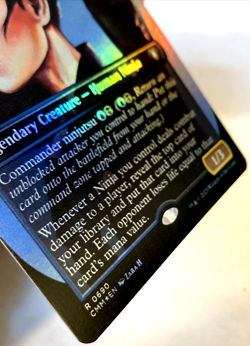 gendary Creature — Human Ninja
Commander ninjutsu (Return an
unblocked attacker you control to hand: Put this
card onto the battlefield from your hand or the
command zone tapped and attacking.)
Whenever a Ninja you control deals combat
damage to a player, reveal the top card of
your library and put that card into your
hand. Each opponent loses life equal to that
card's mana value.
1/3
R 0690
CMM • EN ZARA H